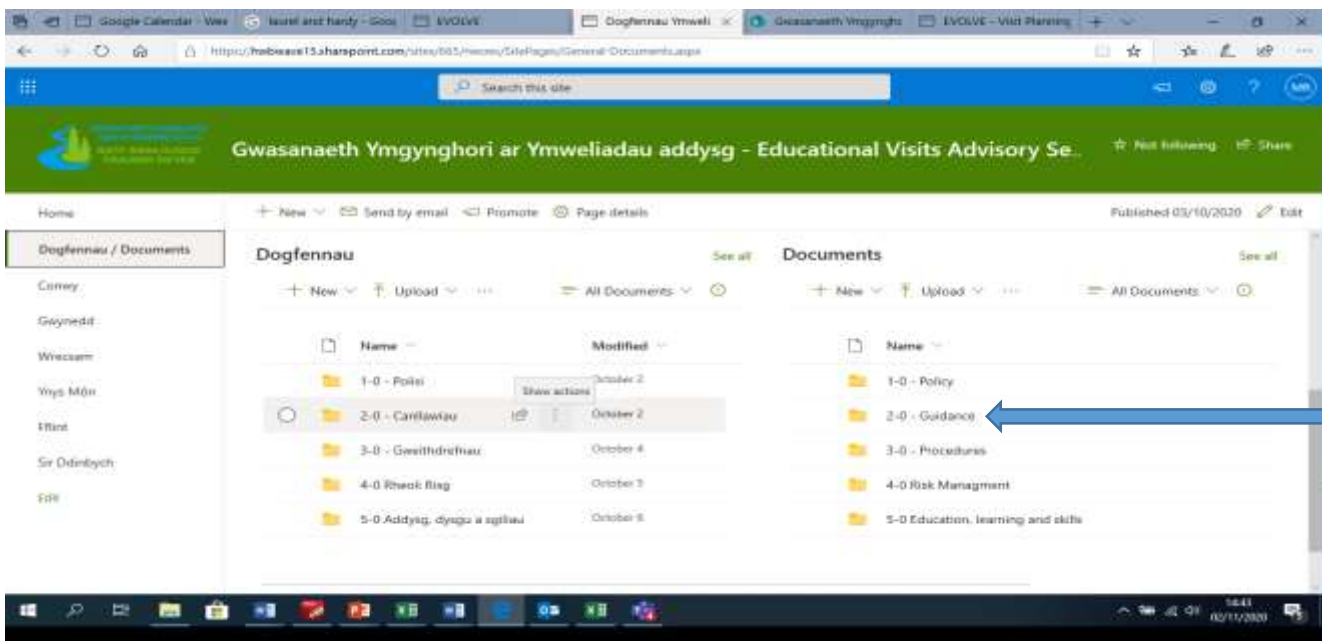 Google Calendar - Wee
laurel and hardy - Goog
EVOLVE
Dogfennau Ymweli
Gwasanaeth Ymgynghо
EVOLVE - Visit Planning
Search this site
Gwasanaeth Ymgynghori ar Ymweliadau addysg - Educational Visits Advisory Se...
Not following
Share
Home
New
Send by email
Promote
Page details
Published 03/10/2020
Edit
Dogfennau / Documents
Dogfennau
See all
Documents
See all
Conwy
New
Upload
All Documents
New
Upload
All Documents
Gwynedd
Wrecsam
Name
Modified
Name
Ynys Môn
1-0 - Polisi
October 2
1-0 - Policy
Show actions
Fflint
2-0 - Canllawiau
October 2
2-0 - Guidance
Sir Ddinbych
3-0 - Gweithdrefnau
October 4
3-0 - Procedures
Edit
4-0 Rheoli Risg
October 5
4-0 Risk Managment
5-0 Addysg, dysgu a sgiliau
October 6
5-0 Education, learning and skills
14:43
02/11/2020